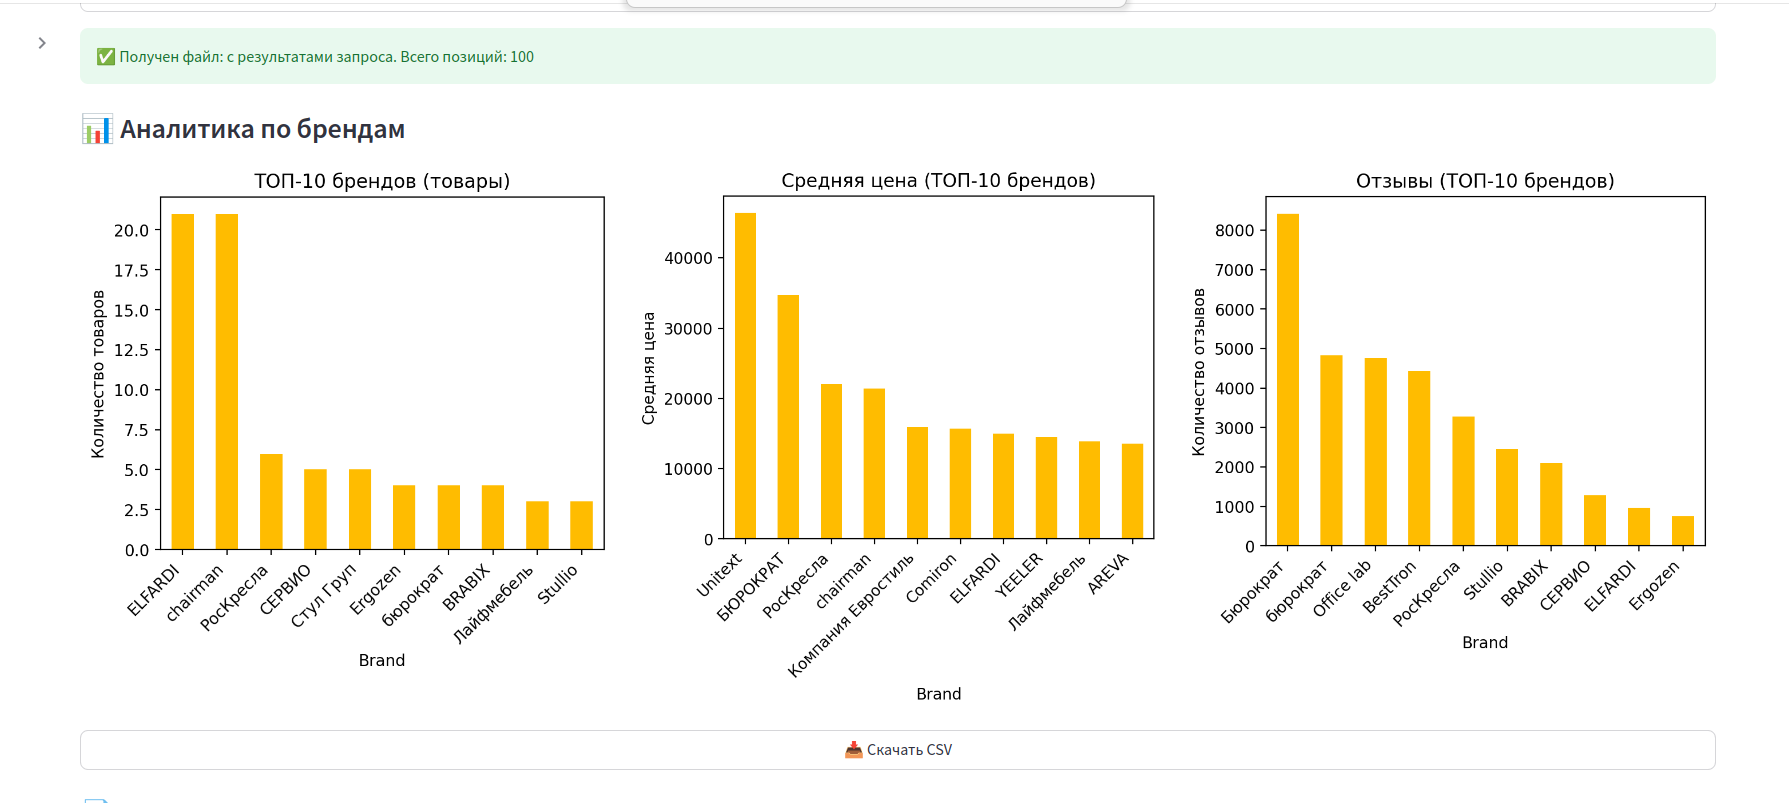 ✅ Получен файл: с результатами запроса. Всего позиций: 100
📊 Аналитика по брендам
ТОП-10 брендов (товары)
Количество товаров
20.0
17.5
15.0
12.5
10.0
7.5
5.0
2.5
0.0
ELFARDI
chairman
РосКресла
СЕРВИО
Стул Груп
Ergozen
бюрократ
BRABIX
Лайфмебель
Stullio
Brand
Средняя цена (ТОП-10 брендов)
Средняя цена
40000
30000
20000
10000
0
Unitext
БЮРОКРАТ
РосКресла
chairman
Компания Евростиль
Comiron
ELFARDI
YEELER
Лайфмебель
AREVA
Brand
Отзывы (ТОП-10 брендов)
Количество отзывов
8000
7000
6000
5000
4000
3000
2000
1000
0
Бюрократ
бюрократ
Office lab
BestTron
РосКресла
Stullio
BRABIX
СЕРВИО
ELFARDI
Ergozen
Brand
📥 Скачать CSV